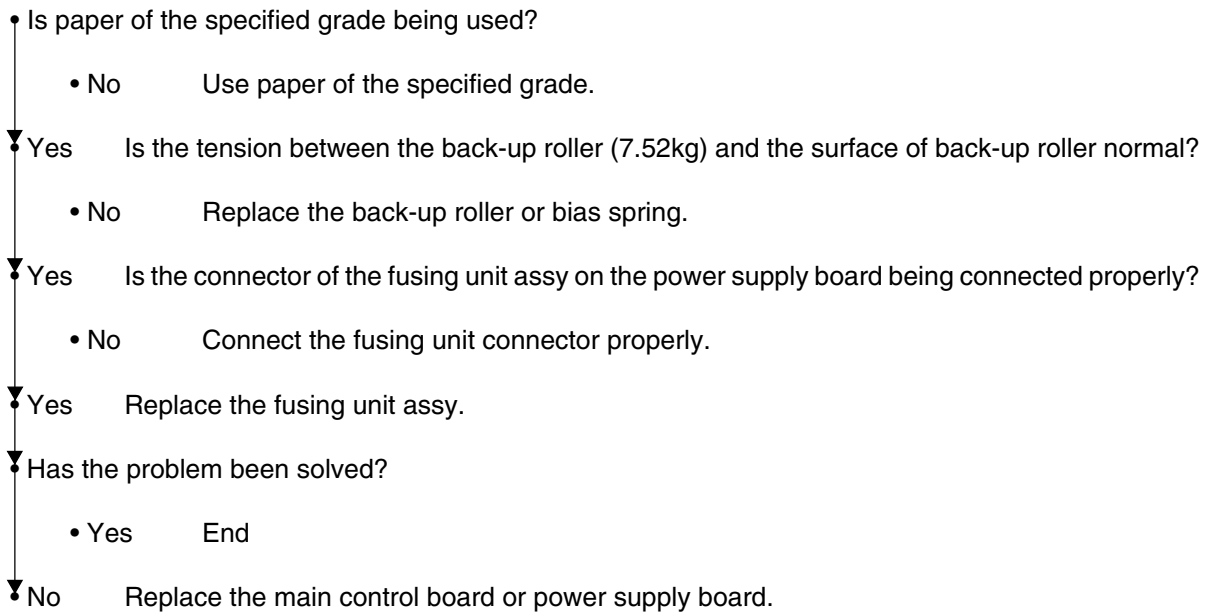 • Is paper of the specified grade being used?
• No Use paper of the specified grade.
• Yes Is the tension between the back-up roller (7.52kg) and the surface of back-up roller normal?
• No Replace the back-up roller or bias spring.
• Yes Is the connector of the fusing unit assy on the power supply board being connected properly?
• No Connect the fusing unit connector properly.
• Yes Replace the fusing unit assy.
• Has the problem been solved?
• Yes End
• No Replace the main control board or power supply board.